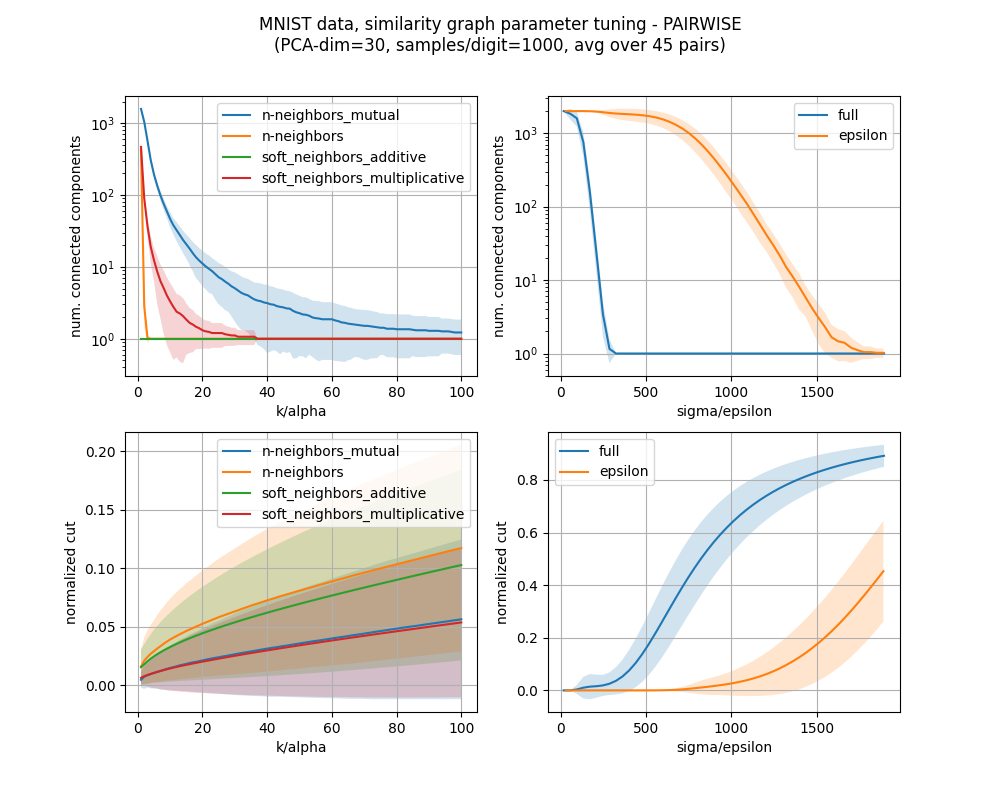 MNIST data, similarity graph parameter tuning - PAIRWISE
(PCA-dim=30, samples/digit=1000, avg over 45 pairs)
num. connected components
10³
10²
10¹
10⁰
n-neighbors_mutual
n-neighbors
soft_neighbors_additive
soft_neighbors_multiplicative
0 20 40 60 80 100
k/alpha
num. connected components
10³
10²
10¹
10⁰
full
epsilon
0 500 1000 1500
sigma/epsilon
normalized cut
0.20
0.15
0.10
0.05
0.00
n-neighbors_mutual
n-neighbors
soft_neighbors_additive
soft_neighbors_multiplicative
0 20 40 60 80 100
k/alpha
normalized cut
0.8
0.6
0.4
0.2
0.0
full
epsilon
0 500 1000 1500
sigma/epsilon